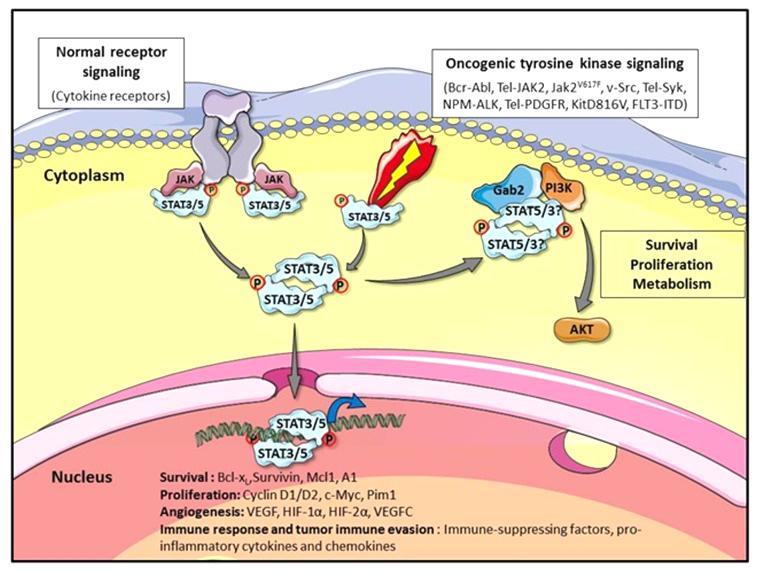 Normal receptor
signaling
(Cytokine receptors)
Oncogenic tyrosine kinase signaling
(Bcr-Abl, Tel-JAK2, Jak2V617F, v-Src, Tel-Syk,
NPM-ALK, Tel-PDGFR, KitD816V, FLT3-ITD)
Cytoplasm
JAK
JAK
P
P
STAT3/5
STAT3/5
P
STAT3/5
Gab2
PI3K
STAT5/3?
P
P
STAT5/3?
Survival
Proliferation
Metabolism
STAT3/5
P
P
STAT3/5
AKT
STAT3/5
P
P
STAT3/5
Nucleus
Survival : Bcl-xL,Survivin, Mcl1, A1
Proliferation: Cyclin D1/D2, c-Myc, Pim1
Angiogenesis: VEGF, HIF-1α, HIF-2α, VEGFC
Immune response and tumor immune evasion : Immune-suppressing factors, pro-
inflammatory cytokines and chemokines